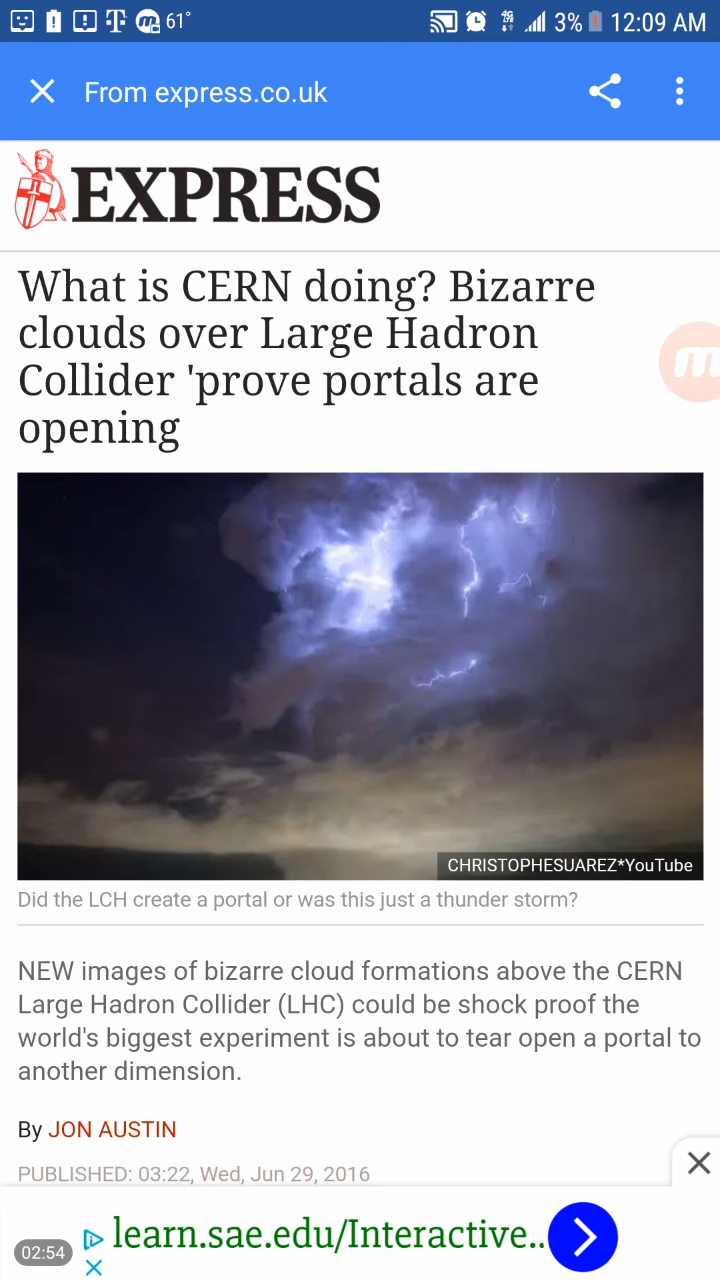 61°
4G LTE
3%
12:09 AM
From express.co.uk
EXPRESS
What is CERN doing? Bizarre
clouds over Large Hadron
Collider 'prove portals are
opening
m
CHRISTOPHESUAREZ*YouTube
Did the LCH create a portal or was this just a thunder storm?
NEW images of bizarre cloud formations above the CERN
Large Hadron Collider (LHC) could be shock proof the
world's biggest experiment is about to tear open a portal to
another dimension.
By JON AUSTIN
PUBLISHED: 03:22, Wed, Jun 29, 2016
learn.sae.edu/Interactive..
02:54